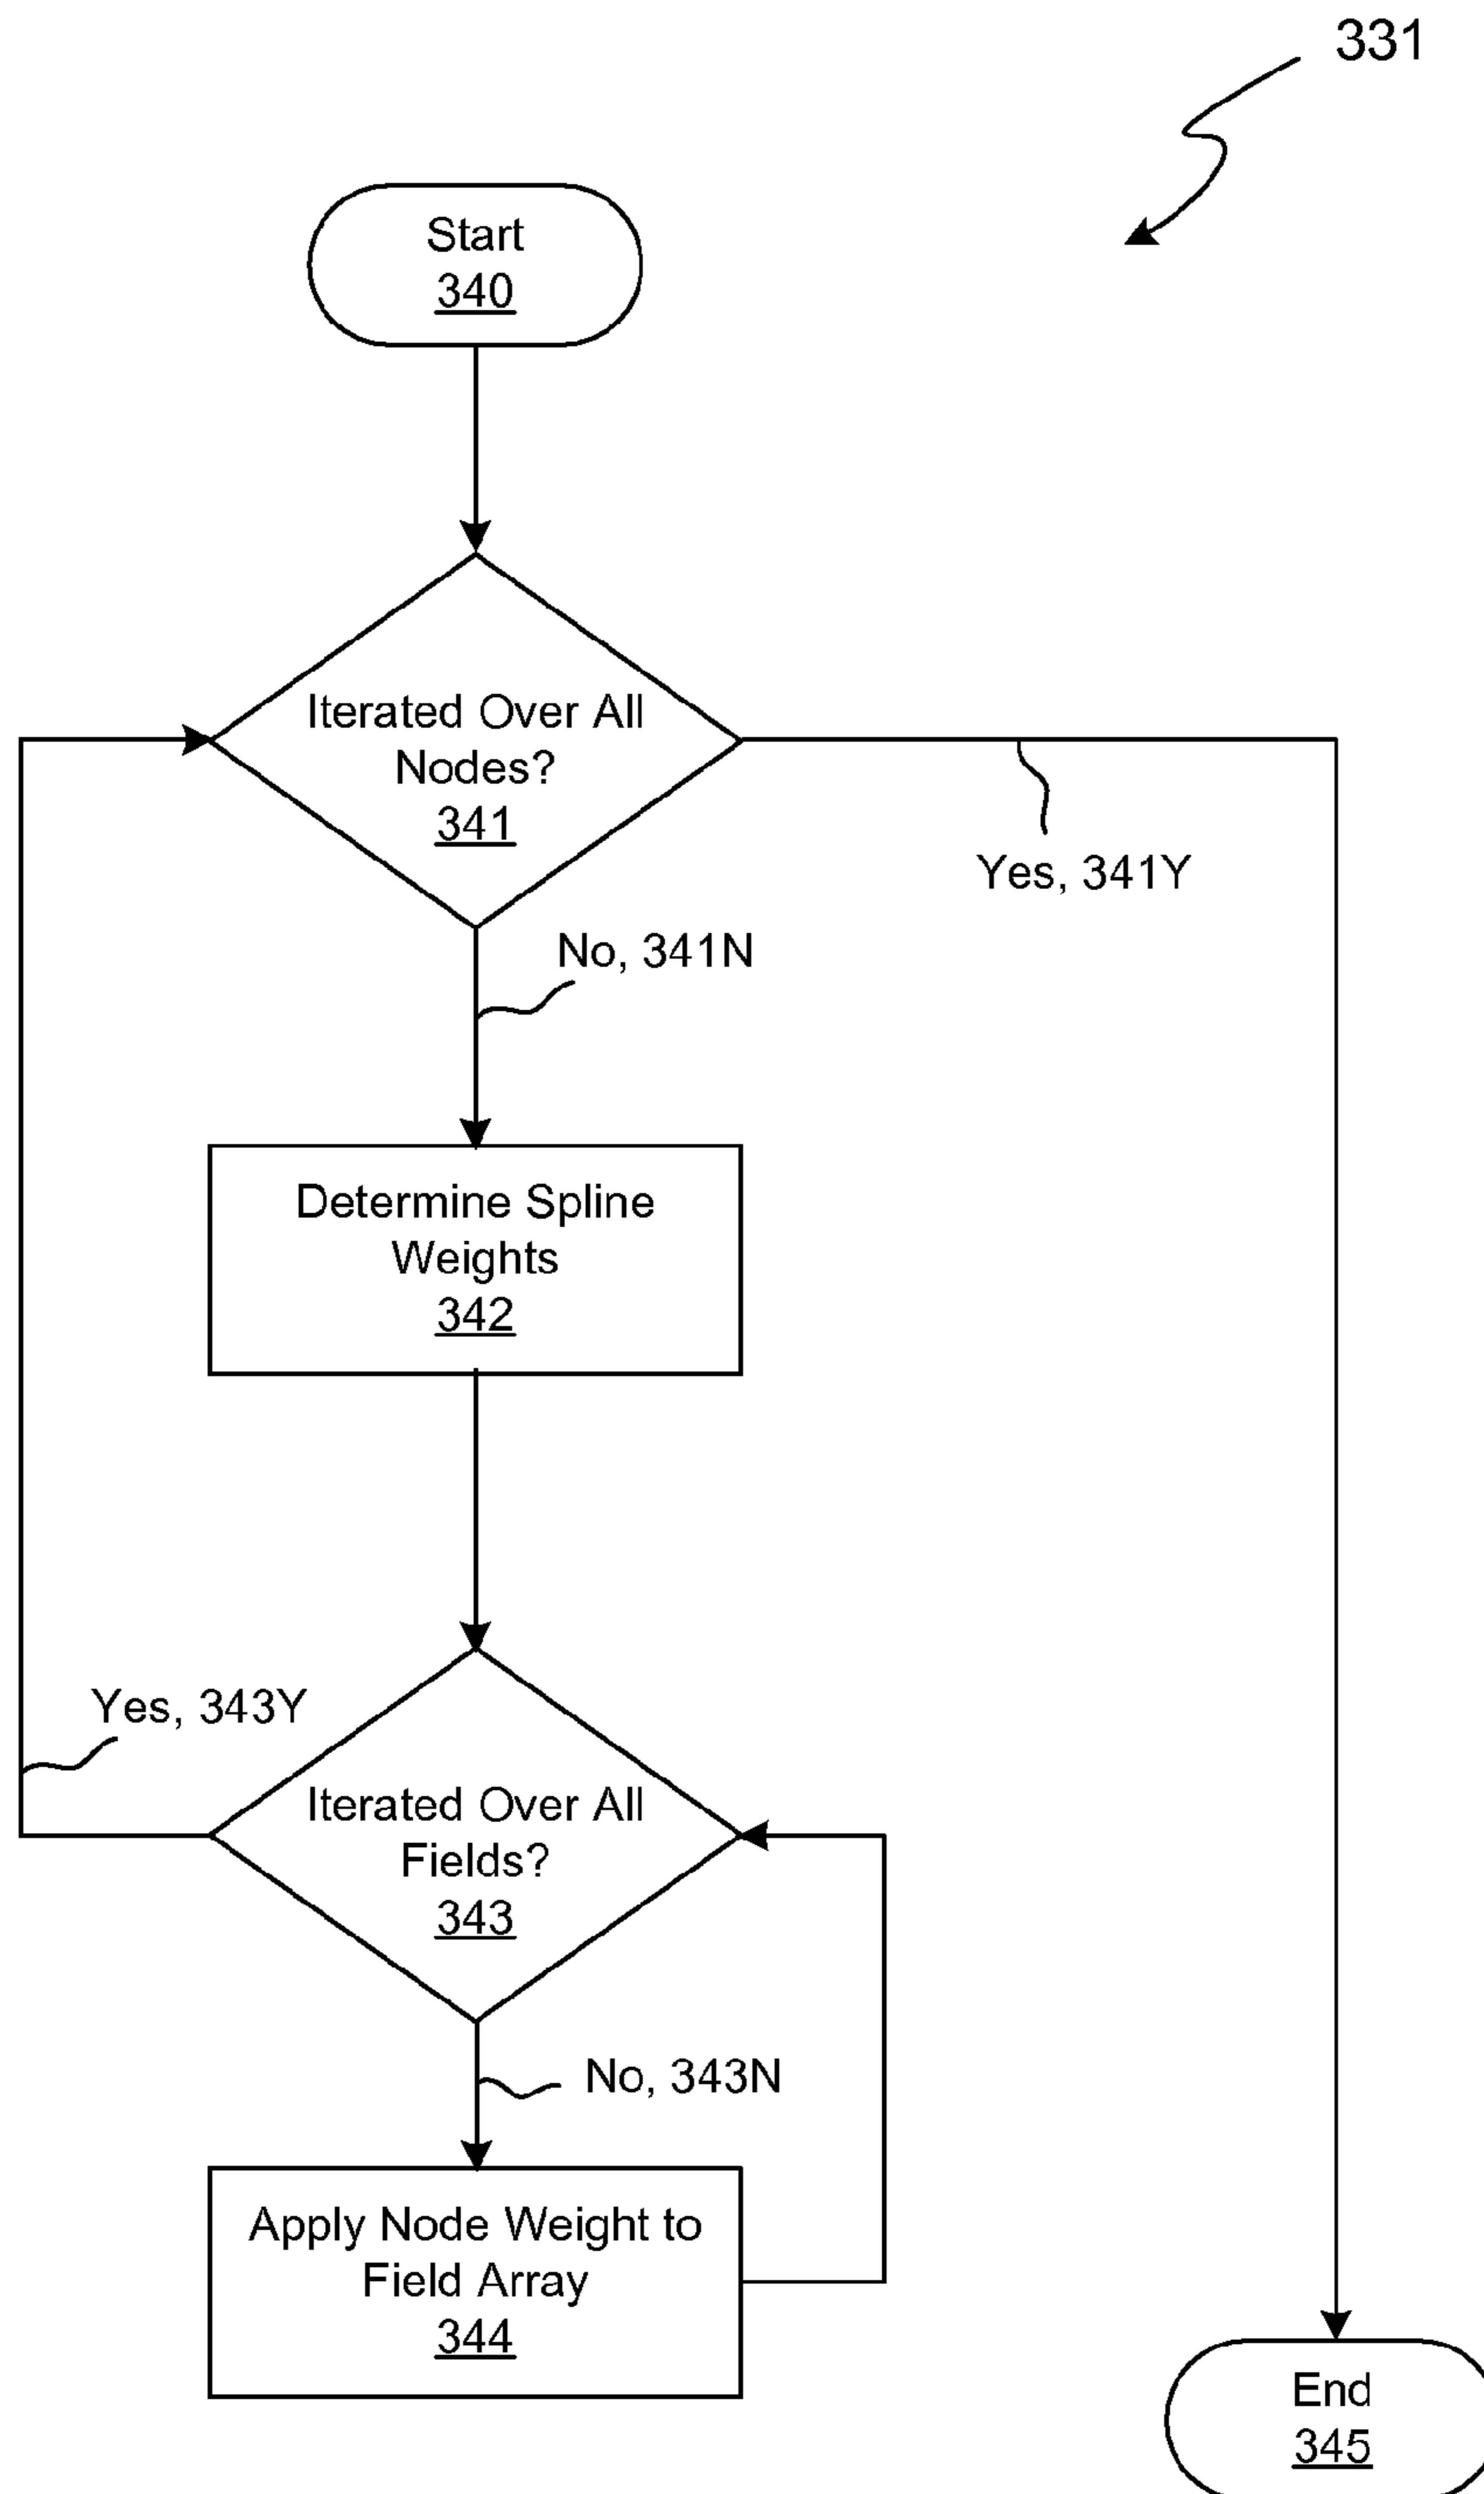 331
Start
340
Iterated Over All
Nodes?
341
Yes, 341Y
No, 341N
Determine Spline
Weights
342
Yes, 343Y
Iterated Over All
Fields?
343
No, 343N
Apply Node Weight to
Field Array
344
End
345